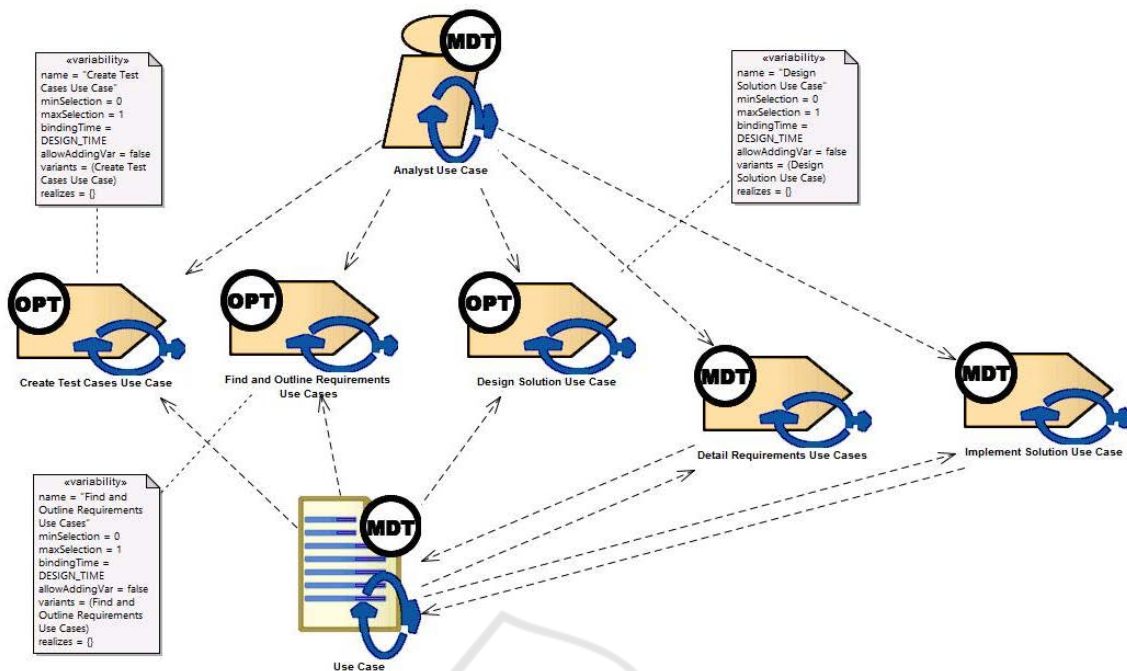 MDT
Analyst Use Case
«variability»
name = "Create Test
Cases Use Case"
minSelection = 0
maxSelection = 1
bindingTime =
DESIGN_TIME
allowAddingVar = false
variants = (Create Test
Cases Use Case)
realizes = {}
«variability»
name = "Design
Solution Use Case"
minSelection = 0
maxSelection = 1
bindingTime =
DESIGN_TIME
allowAddingVar = false
variants = (Design
Solution Use Case)
realizes = {}
OPT
Create Test Cases Use Case
OPT
Find and Outline Requirements
Use Cases
OPT
Design Solution Use Case
MDT
Detail Requirements Use Cases
MDT
Implement Solution Use Case
«variability»
name = "Find and
Outline Requirements
Use Cases"
minSelection = 0
maxSelection = 1
bindingTime =
DESIGN_TIME
allowAddingVar = false
variants = (Find and
Outline Requirements
Use Cases)
realizes = {}
MDT
Use Case